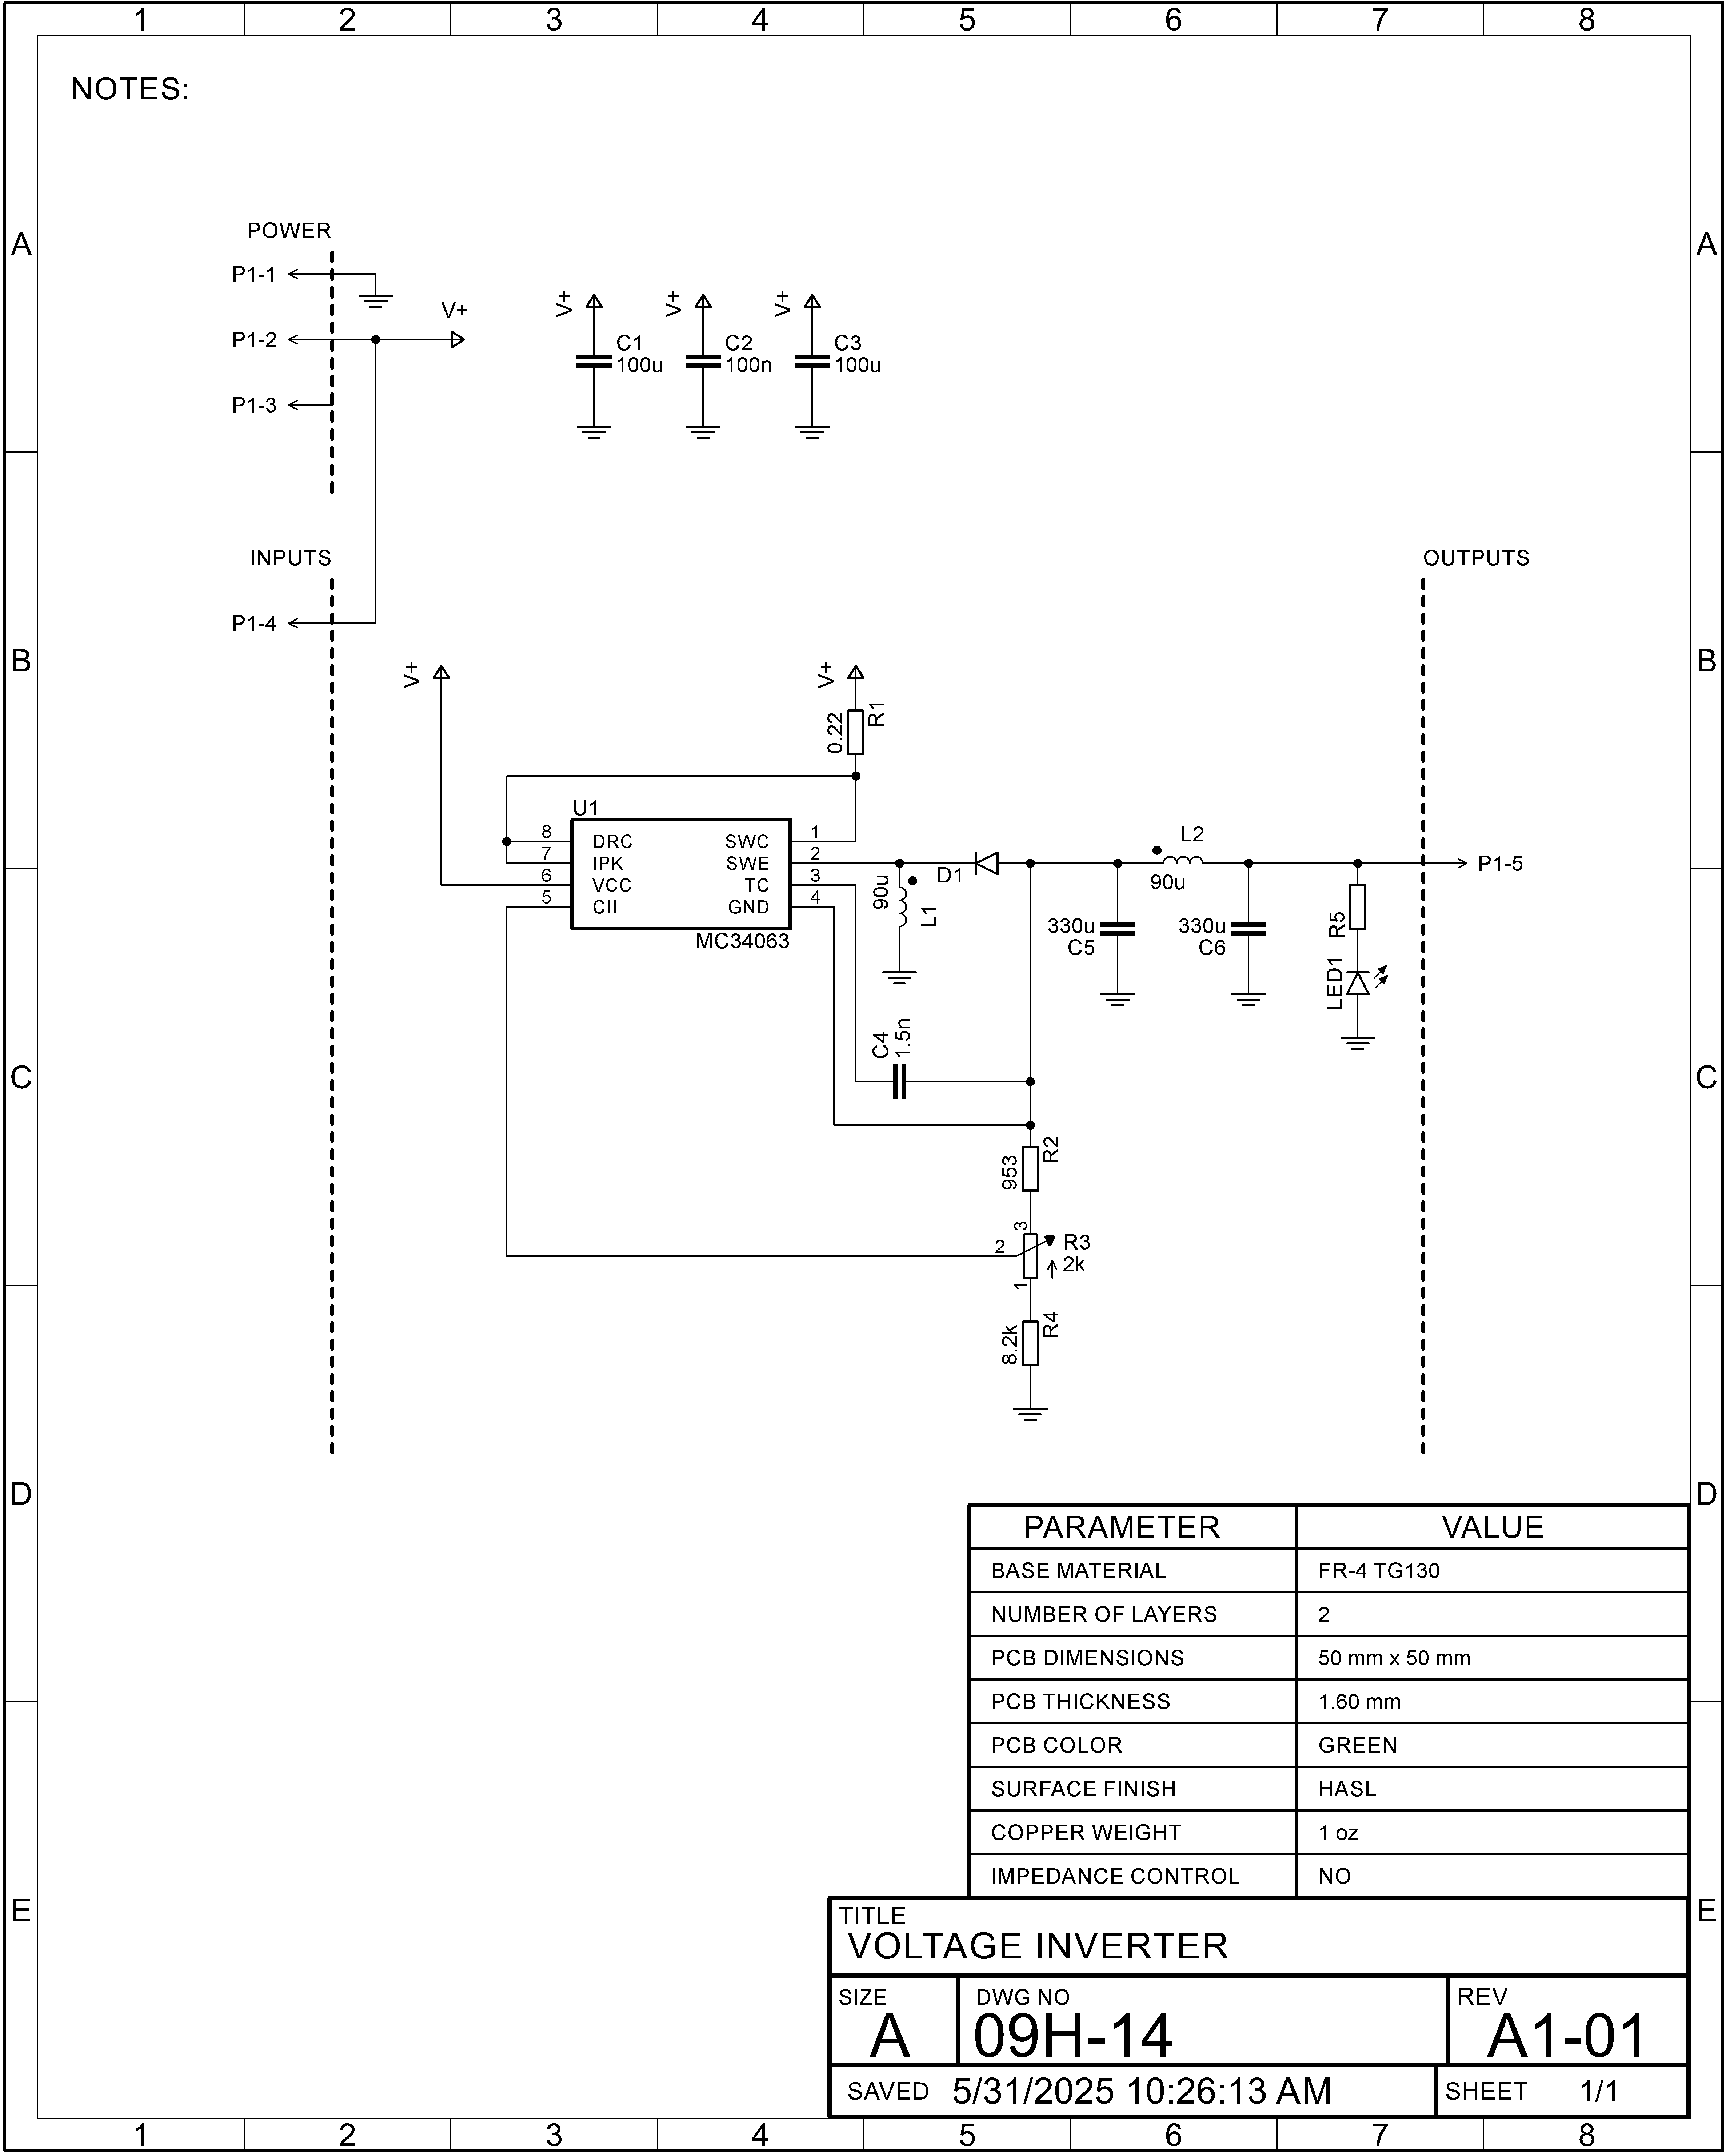 1 2 3 4 5 6 7 8
NOTES:
A A
POWER
P1-1
V+
P1-2
P1-3
V+ V+ V+
C1
100u
C2
100n
C3
100u
INPUTS
OUTPUTS
P1-4
B B
V+ V+
0.22 R1
U1
8 DRC SWC 1
7 IPK SWE 2
6 VCC TC 3
5 CII GND 4
MC34063
90u L1
D1
L2
90u
P1-5
330u
C5
330u
C6
R5
LED1
C C
C4
1.5n
953 R2
3
2
1
R3
2k
8.2k R4
D D
PARAMETER VALUE
BASE MATERIAL FR-4 TG130
NUMBER OF LAYERS 2
PCB DIMENSIONS 50 mm x 50 mm
PCB THICKNESS 1.60 mm
PCB COLOR GREEN
SURFACE FINISH HASL
COPPER WEIGHT 1 oz
IMPEDANCE CONTROL NO
E E
TITLE
VOLTAGE INVERTER
SIZE DWG NO REV
A 09H-14 A1-01
SAVED 5/31/2025 10:26:13 AM SHEET 1/1
1 2 3 4 5 6 7 8